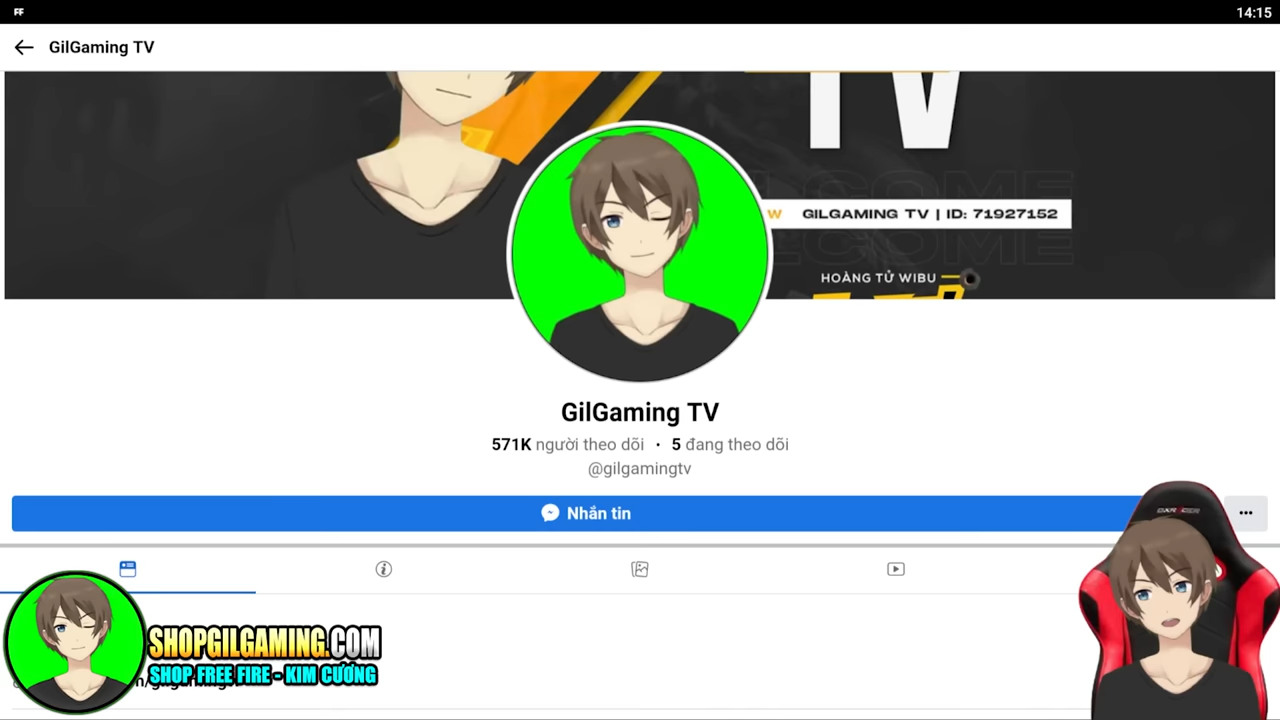 FF
14:15
GilGaming TV
TV
W GILGAMING TV | ID: 71927152
HOÀNG TỬ WIBU
GilGaming TV
571K người theo dõi · 5 đang theo dõi
@gilgamingtv
Nhắn tin
SHOPGILGAMING.COM
SHOP FREE FIRE - KIM CƯƠNG